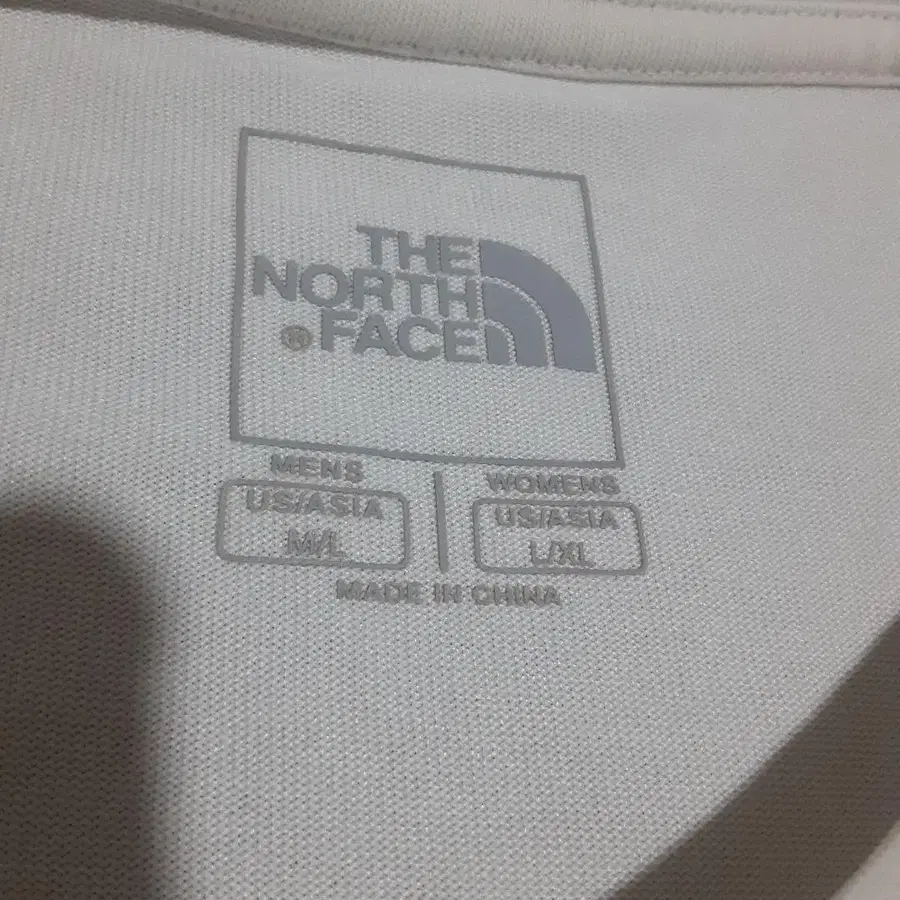 THE
NORTH
® FACE
MENS
US/ASIA
M/L
WOMENS
US/ASIA
L/XL
MADE IN CHINA